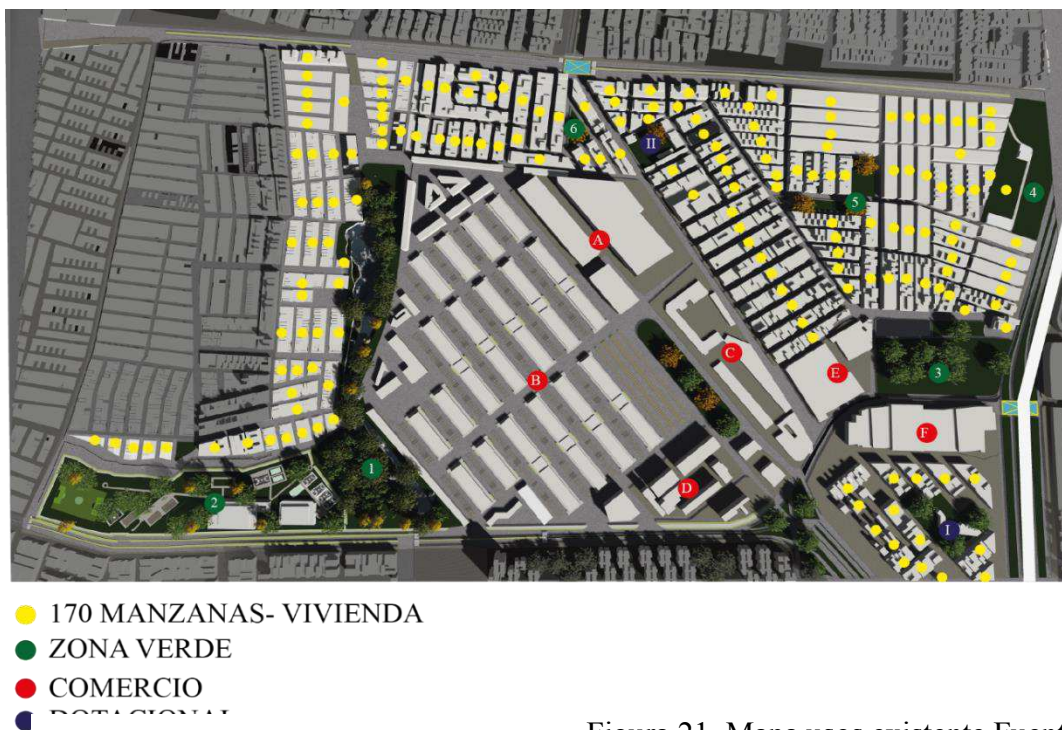 6
II
4
5
A
C
E
3
B
F
1
D
2
I
170 MANZANAS- VIVIENDA
ZONA VERDE
COMERCIO